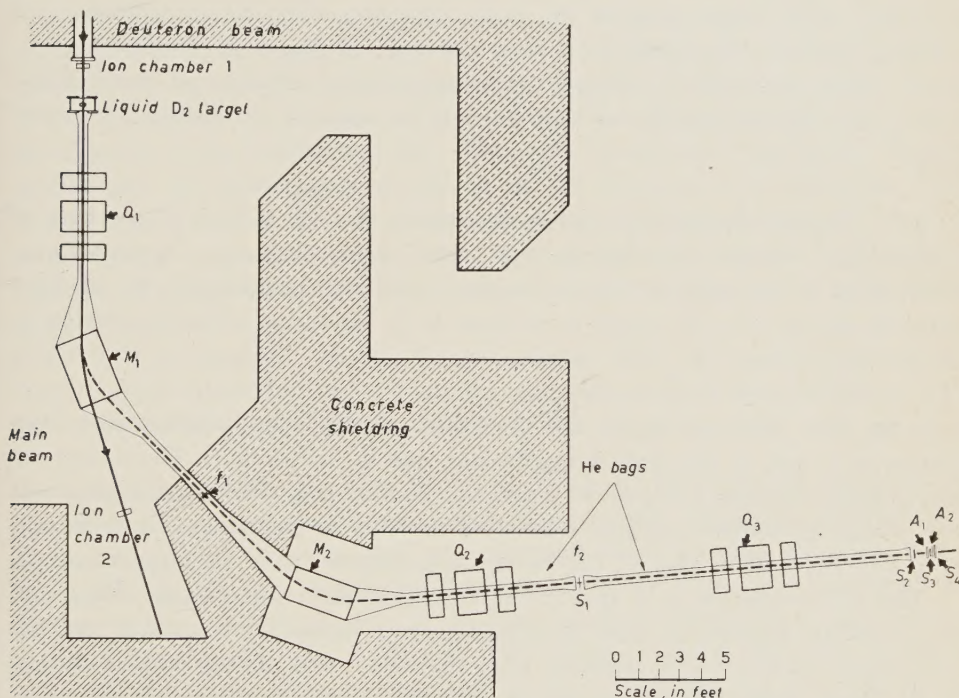 Deuteron beam
Ion chamber 1
Liquid D₂ target
Q₁
M₁
Concrete
shielding
Main
beam
f₁
He bags
Ion
chamber
2
M₂
Q₂
f₂
Q₃
A₁ A₂
S₁
S₂ S₃ S₄
0 1 2 3 4 5
Scale, in feet